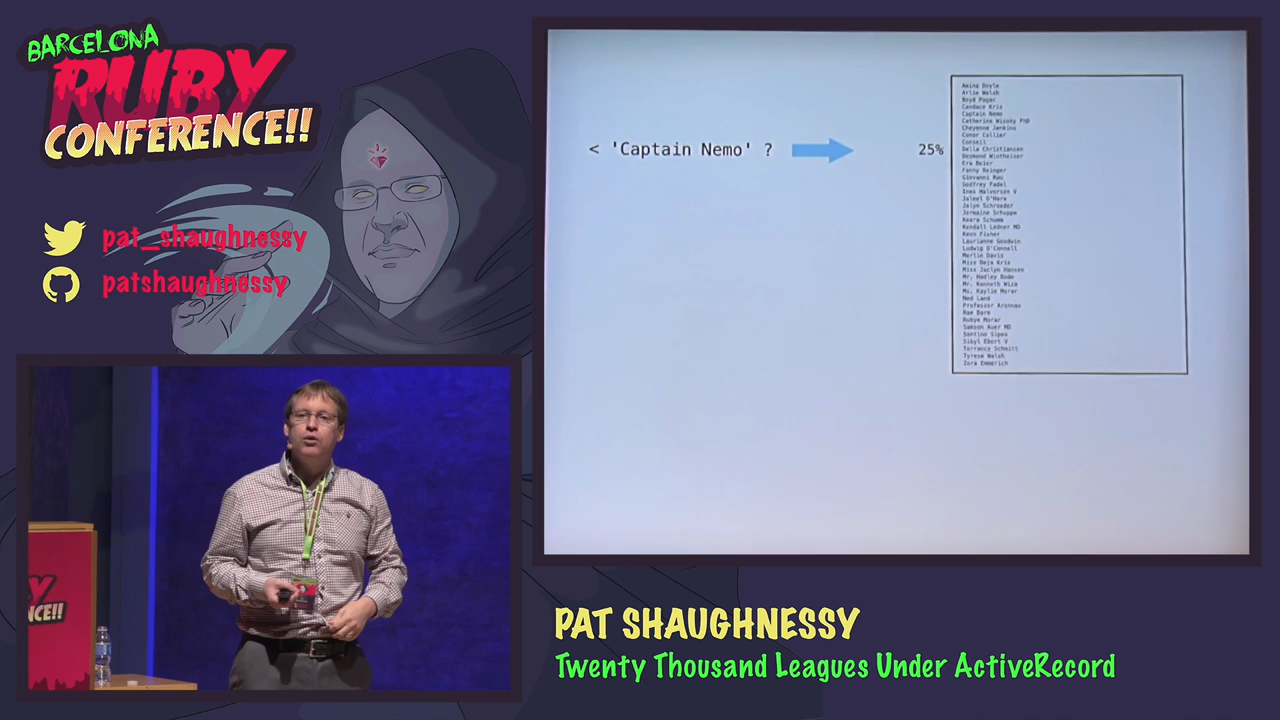 BARCELONA
RUBY
CONFERENCE!!
pat_shaughnessy
patshaughnessy
< 'Captain Nemo' ?
25%
Amina Doyle
Arlie Walsh
Boyd Pagac
Candace Kris
Captain Nemo
Catherine Wisoky PhD
Cheyenne Jenkins
Conor Collier
Conseil
Della Christiansen
Desmond Wintheiser
Era Beier
Fanny Reinger
Giovanni Rau
Godfrey Fadel
Ines Halvorson V
Jaleel O'Hara
Jalyn Schroeder
Jermaine Schuppe
Keara Schumm
Kendall Ledner MD
Keon Fisher
Laurianne Goodwin
Ludwig O'Connell
Merlin Davis
Miss Deja Kris
Miss Jaclyn Hansen
Mr. Hadley Bode
Mr. Kenneth Wiza
Ms. Kaylie Morar
Ned Land
Professor Aronnax
Rae Bare
Rubye Morar
Samson Auer MD
Santino Sipes
Sibyl Ebert V
Torrance Schmitt
Tyrese Walsh
Zora Emmerich
NCE!!
PAT SHAUGHNESSY
Twenty Thousand Leagues Under ActiveRecord